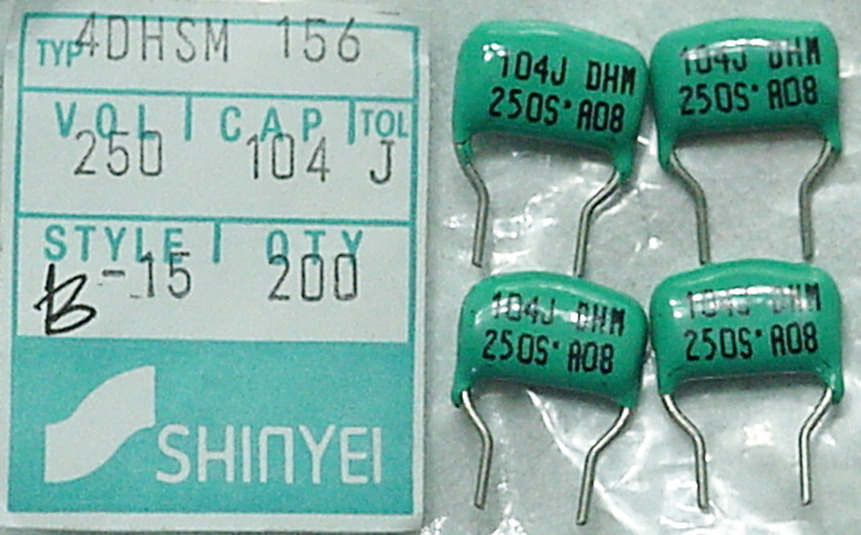 TYP 4DHSM 156
VOL CAP TOL
250 104 J
STYLE QTY
B -15 200
SHINYEI
104J DHM
250S' A08
104J DHM
250S' A08
104J DHM
250S' A08
104J DHM
250S' A08